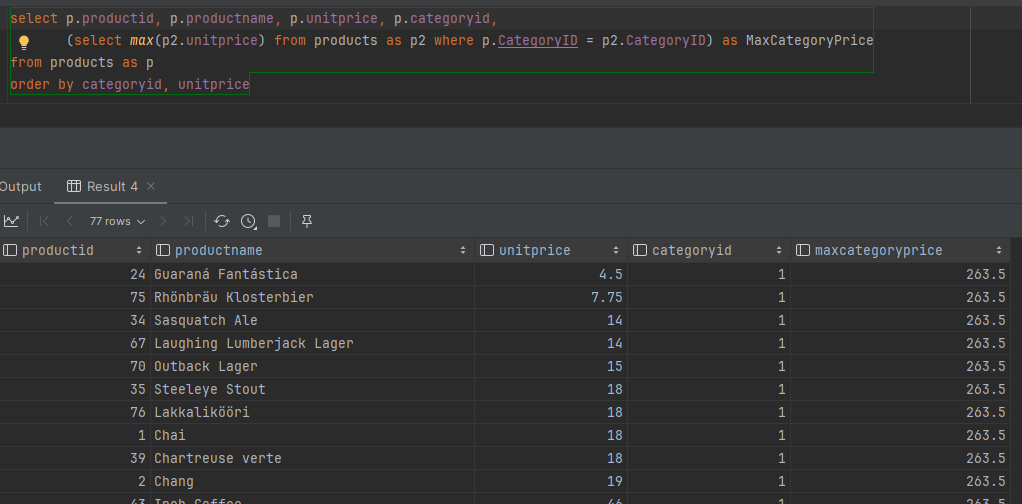 select p.productid, p.productname, p.unitprice, p.categoryid,
(select max(p2.unitprice) from products as p2 where p.CategoryID = p2.CategoryID) as MaxCategoryPrice
from products as p
order by categoryid, unitprice
Output Result 4
77 rows
productid productname unitprice categoryid maxcategoryprice
24 Guaraná Fantástica 4.5 1 263.5
75 Rhönbräu Klosterbier 7.75 1 263.5
34 Sasquatch Ale 14 1 263.5
67 Laughing Lumberjack Lager 14 1 263.5
70 Outback Lager 15 1 263.5
35 Steeleye Stout 18 1 263.5
76 Lakkalikööri 18 1 263.5
1 Chai 18 1 263.5
39 Chartreuse verte 18 1 263.5
2 Chang 19 1 263.5
43 Coffee 46 1 263.5